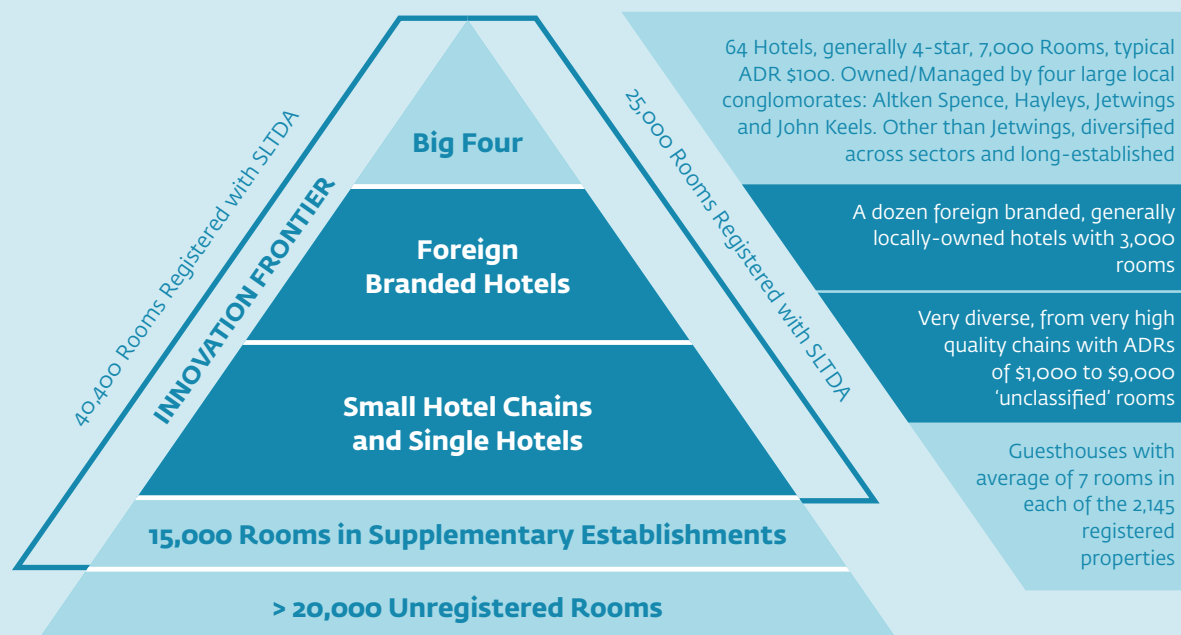 40,400 Rooms Registered with SLTDA
INNOVATION FRONTIER
Big Four
Foreign
Branded Hotels
Small Hotel Chains
and Single Hotels
15,000 Rooms in Supplementary Establishments
> 20,000 Unregistered Rooms
25,000 Rooms Registered with SLTDA
64 Hotels, generally 4-star, 7,000 Rooms, typical
ADR $100. Owned/Managed by four large local
conglomorates: Altken Spence, Hayleys, Jetwings
and John Keels. Other than Jetwings, diversified
across sectors and long-established
A dozen foreign branded, generally
locally-owned hotels with 3,000
rooms
Very diverse, from very high
quality chains with ADRs
of $1,000 to $9,000
'unclassified' rooms
Guesthouses with
average of 7 rooms in
each of the 2,145
registered
properties